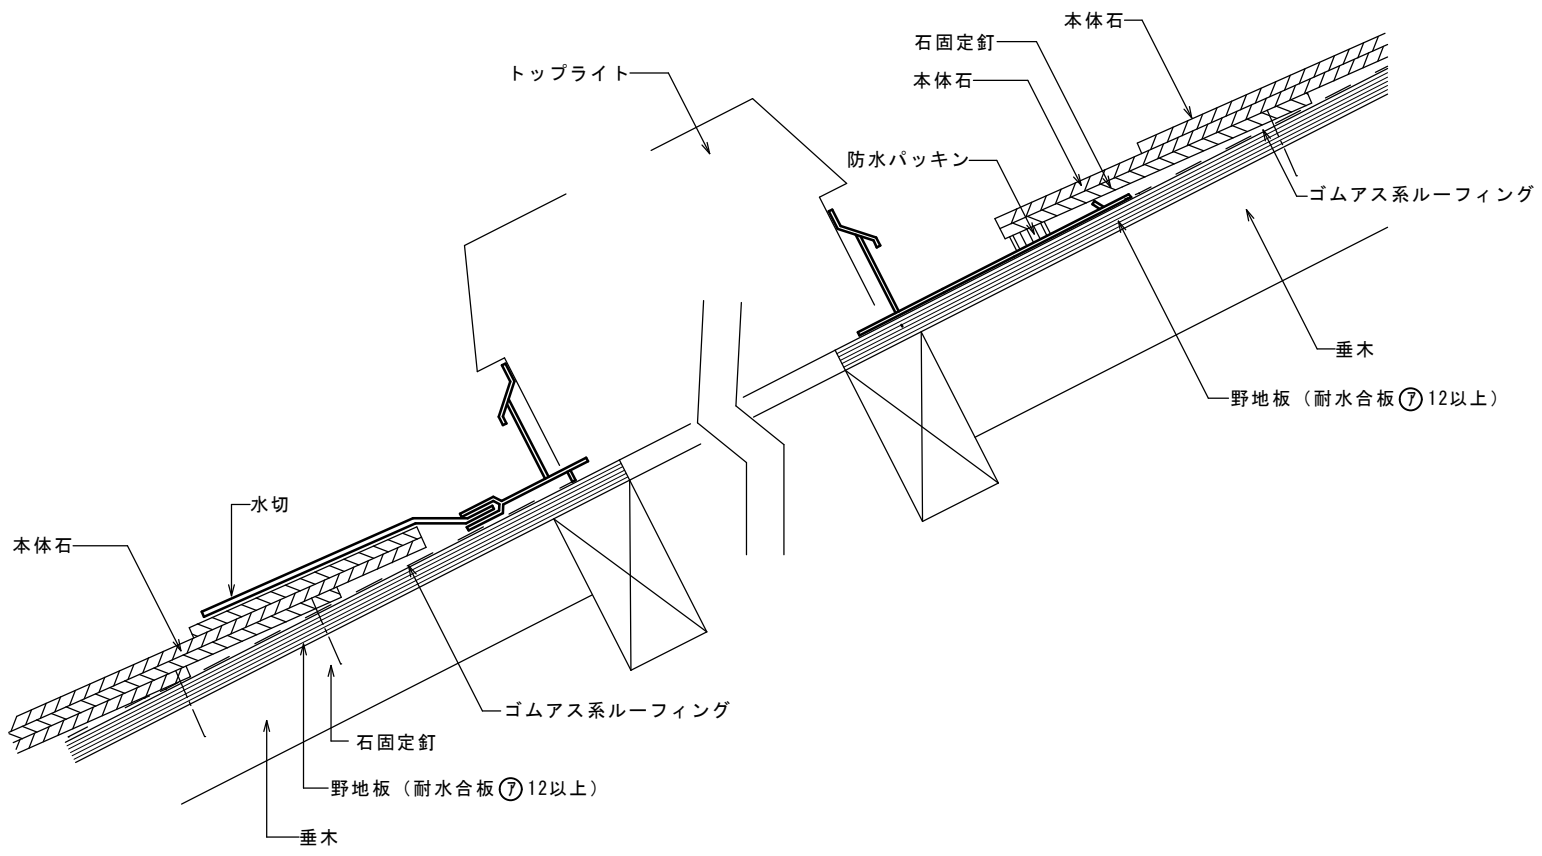 本体石
石固定釘
トップライト
本体石
防水パッキン
ゴムアス系ルーフィング
垂木
野地板（耐水合板㋐12以上）
水切
本体石
ゴムアス系ルーフィング
石固定釘
野地板（耐水合板㋐12以上）
垂木